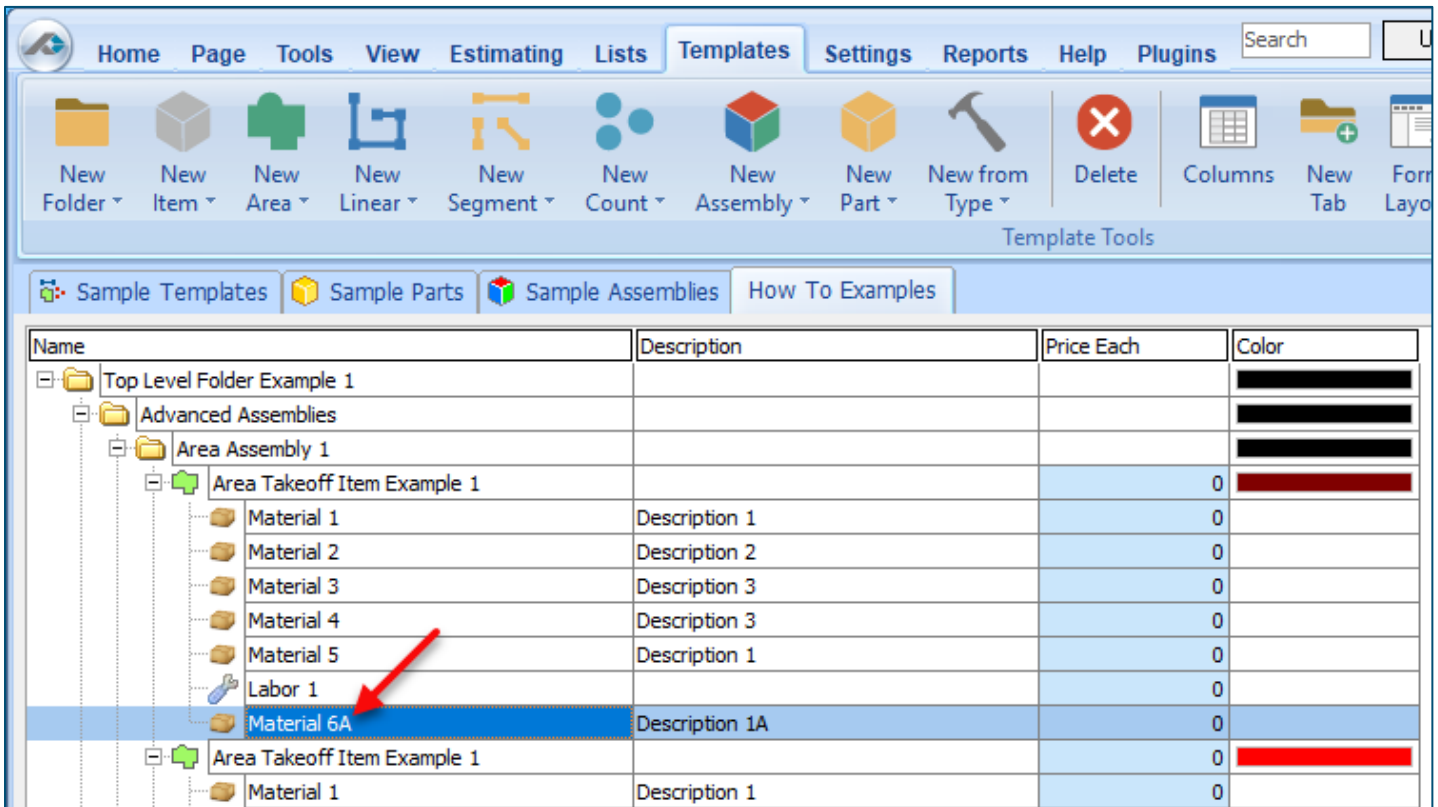 Home Page Tools View Estimating Lists Templates Settings Reports Help Plugins Search U
New Folder New Item New Area New Linear New Segment New Count New Assembly New Part New from Type Delete Columns New Tab
Template Tools
Sample Templates Sample Parts Sample Assemblies How To Examples
Name Description Price Each Color
Top Level Folder Example 1
Advanced Assemblies
Area Assembly 1
Area Takeoff Item Example 1 0
Material 1 Description 1 0
Material 2 Description 2 0
Material 3 Description 3 0
Material 4 Description 3 0
Material 5 Description 1 0
Labor 1 0
Material 6A Description 1A 0
Area Takeoff Item Example 1 0
Material 1 Description 1 0